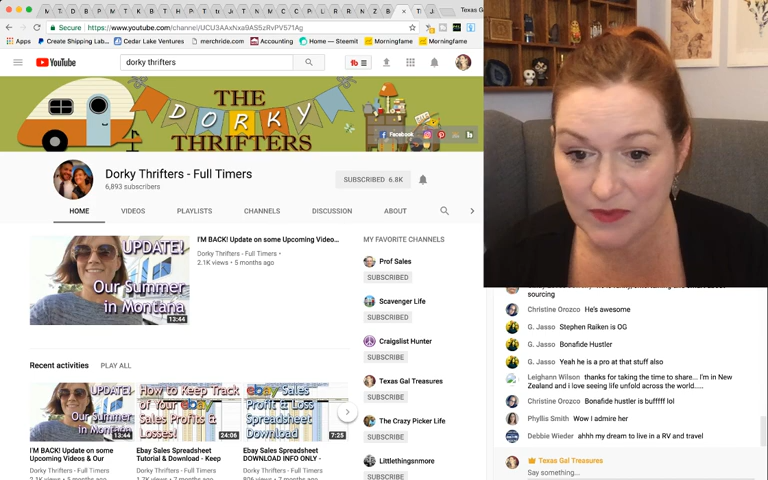 Texas G
Secure
https://www.youtube.com/channel/UCU3AAxNxa9AS5zRvPV571Ag
Apps
Create Shipping Lab...
Cedar Lake Ventures
merchride.com
Accounting
Home — Steemit
Morningfame
Morningfame
YouTube
dorky thrifters
THE
DORKY
THRIFTERS
Facebook
Dorky Thrifters - Full Timers
6,893 subscribers
SUBSCRIBED 6.8K
HOME
VIDEOS
PLAYLISTS
CHANNELS
DISCUSSION
ABOUT
UPDATE!
Our Summer
in Montana
13:44
I'M BACK! Update on some Upcoming Video...
Dorky Thrifters - Full Timers •
2.1K views • 5 months ago
MY FAVORITE CHANNELS
Prof Sales
SUBSCRIBED
Scavenger Life
SUBSCRIBED
Craigslist Hunter
SUBSCRIBE
Texas Gal Treasures
SUBSCRIBE
The Crazy Picker Life
SUBSCRIBE
Littlethingsnmore
SUBSCRIBE
Recent activities
PLAY ALL
UPDATE!
Our Summer
in Montana
13:44
How to Keep Track
of Your ebay
Sales Profits &
Losses!
24:06
ebay Sales
Profit & Loss
Spreadsheet
Download
7:25
I'M BACK! Update on some
Upcoming Videos & Our
Ebay Sales Spreadsheet
Tutorial & Download - Keep
Ebay Sales Spreadsheet
DOWNLOAD INFO ONLY -
Dorky Thrifters - Full Timers
Dorky Thrifters - Full Timers
Dorky Thrifters - Full Timers
sourcing
Christine Orozco He's awesome
G. Jasso Stephen Raiken is OG
G. Jasso Bonafide Hustler
G. Jasso Yeah he is a pro at that stuff also
Leighann Wilson thanks for taking the time to share... I'm in New
Zealand and i love seeing life unfold across the world.....
Christine Orozco Bonafide hustler is buffffff lol
Phyllis Smith Wow I admire her
Debbie Wieder ahhh my dream to live in a RV and travel
Texas Gal Treasures
Say something...